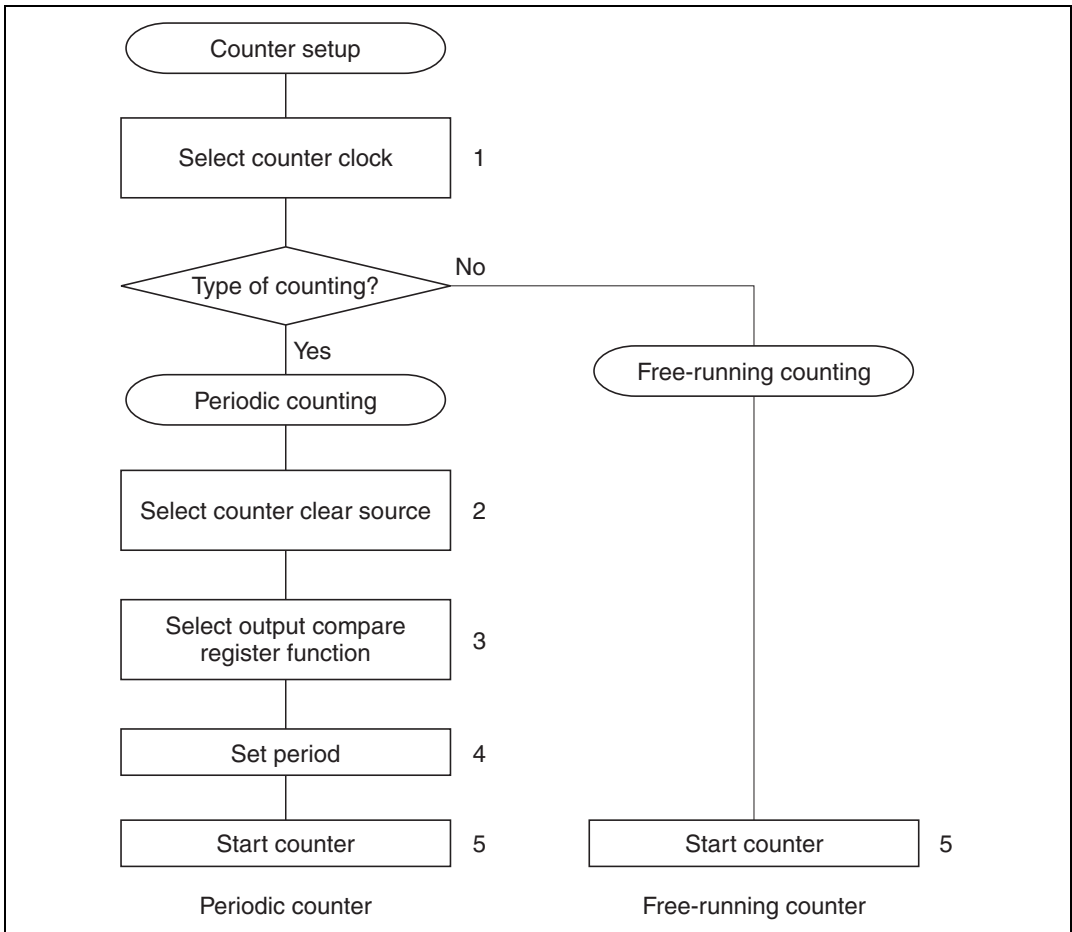 Counter setup
Select counter clock
1
Type of counting?
No
Yes
Free-running counting
Periodic counting
Select counter clear source
2
Select output compare
register function
3
Set period
4
Start counter
5
Start counter
5
Periodic counter
Free-running counter